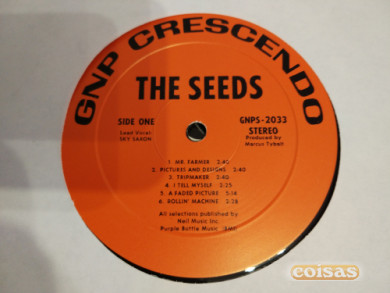 GNP CRESCENDO
THE SEEDS
SIDE ONE
Lead Vocal:
SKY SAXON
GNPS-2033
STEREO
Produced by
Marcus Tybalt
1. MR. FARMER 2:43
2. PICTURES AND DESIGNS 2:40
3. TRIPMAKER 2:40
4. I TELL MYSELF 2:25
5. A FADED PICTURE 5:14
6. ROLLIN' MACHINE 2:28
All selections published by
Neil Music Inc.
Purple Bottle Music (BMI)
coisas